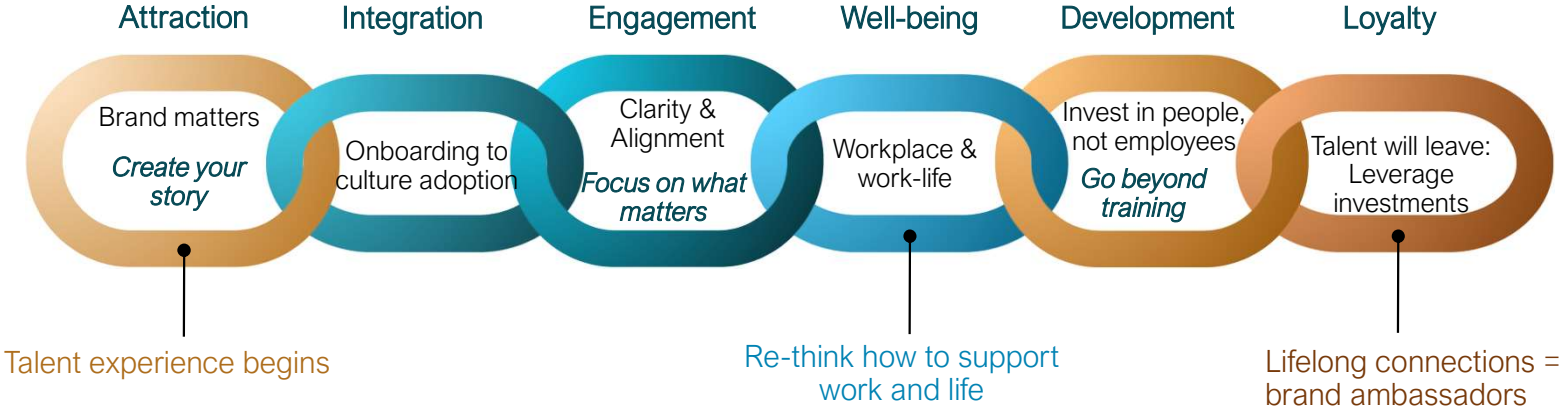 Attraction
Integration
Engagement
Well-being
Development
Loyalty
Brand matters
Create your
story
Onboarding to
culture adoption
Clarity &
Alignment
Focus on what
matters
Workplace &
work-life
Invest in people,
not employees
Go beyond
training
Talent will leave:
Leverage
investments
Talent experience begins
Re-think how to support
work and life
Lifelong connections =
brand ambassadors